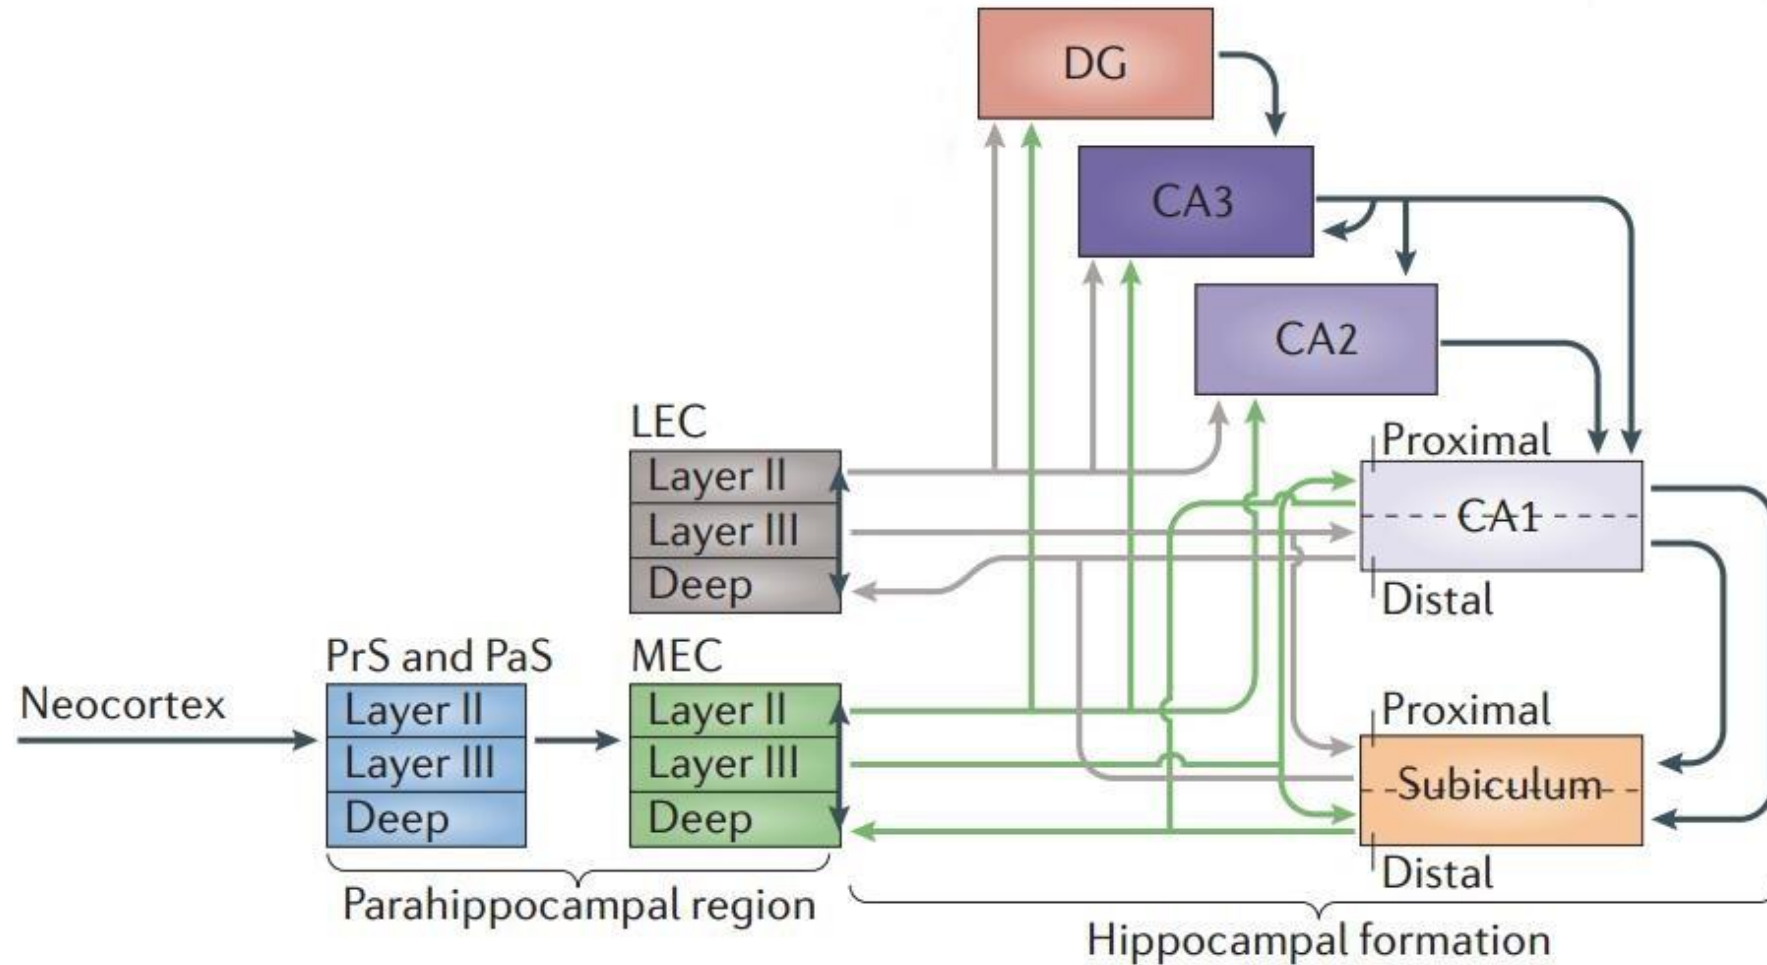 DG
CA3
CA2
LEC
Layer II
Layer III
Deep
Proximal
CA1
Distal
Neocortex
PrS and PaS
Layer II
Layer III
Deep
MEC
Layer II
Layer III
Deep
Proximal
Subiculum
Distal
Parahippocampal region
Hippocampal formation